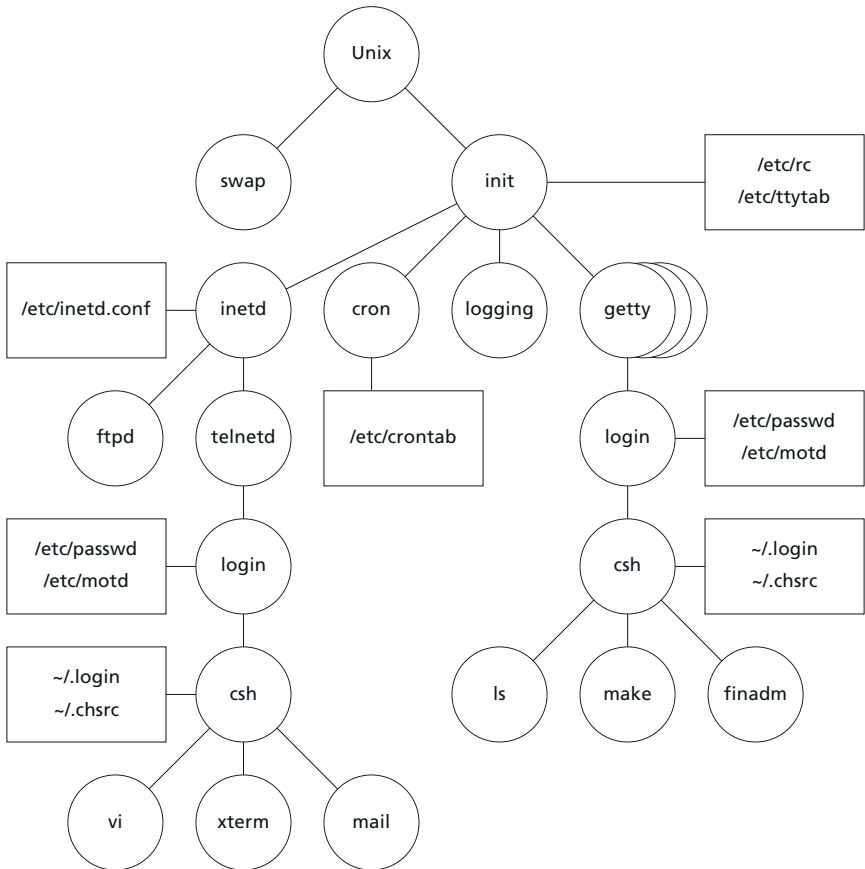 Unix
swap
init
/etc/rc
/etc/ttytab
/etc/inetd.conf
inetd
cron
logging
getty
ftpd
telnetd
/etc/crontab
login
/etc/passwd
/etc/motd
/etc/passwd
/etc/motd
login
csh
~/.login
~/.chsrc
~/.login
~/.chsrc
csh
ls
make
finadm
vi
xterm
mail